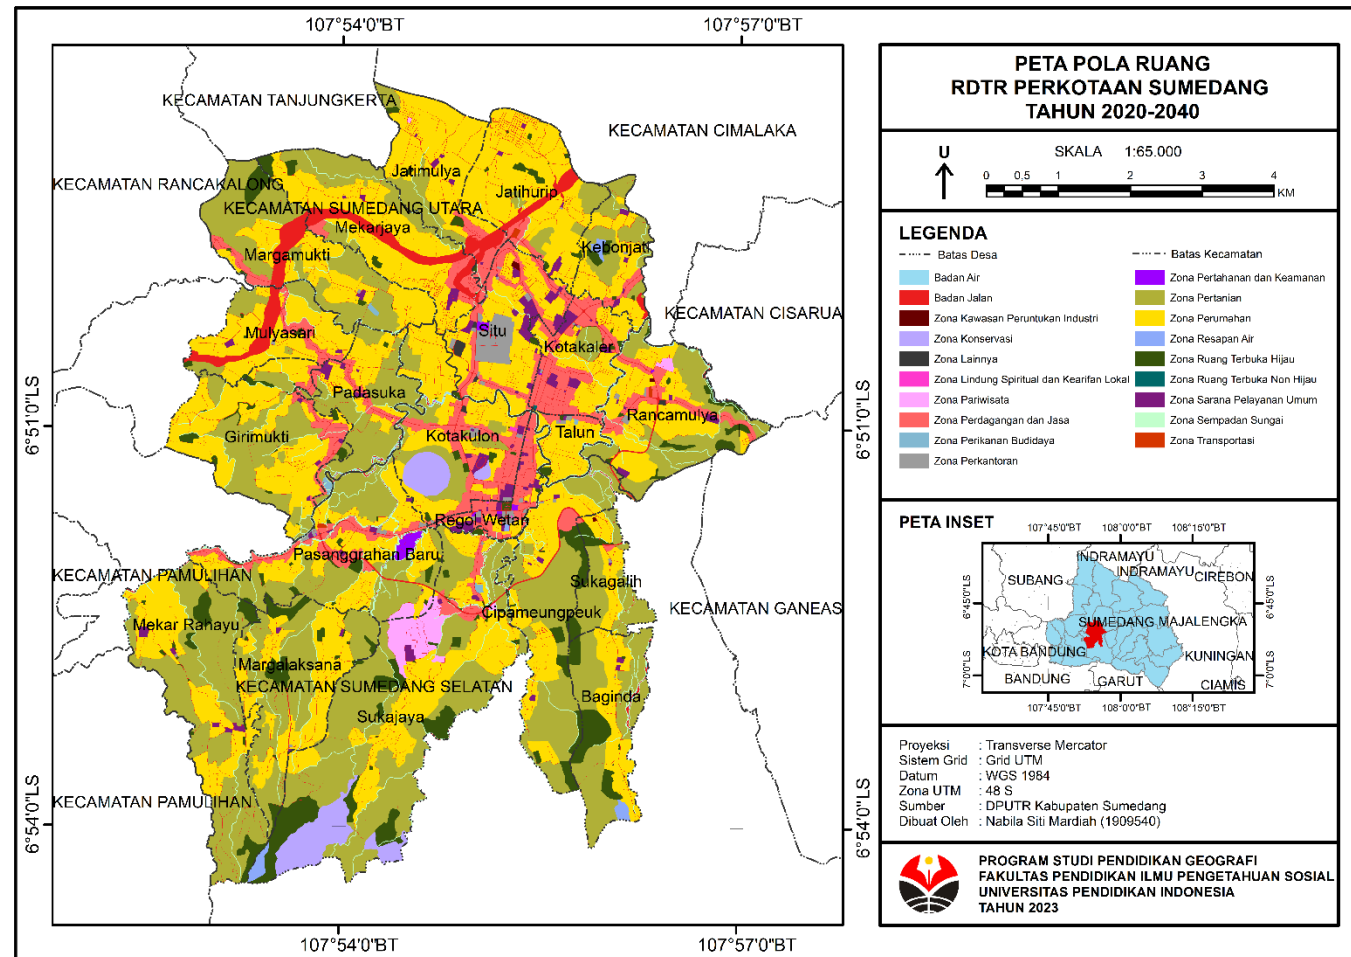 107°54'0"BT
107°57'0"BT
KECAMATAN TANJUNGKERTA
KECAMATAN CIMALAKA
Jatimulya
KECAMATAN RANCAKALONG
Jatihurip
KECAMATAN SUMEDANG UTARA
Mekarjaya
Kebonjati
Margamukti
KECAMATAN CISARUA
Mulyasari
Situ
Kotakaler
Padasuka
Rancamulya
6°51'0"LS
6°51'0"LS
Girimukti
Kotakulon
Talun
Regol Wetan
Pasanggrahan Baru
KECAMATAN PAMULIHAN
Sukagalih
KECAMATAN GANEAS
Cipameungpeuk
Mekar Rahayu
Margalaksana
KECAMATAN SUMEDANG SELATAN
Baginda
Sukajaya
KECAMATAN PAMULIHAN
6°54'0"LS
6°54'0"LS
107°54'0"BT
107°57'0"BT
PETA POLA RUANG
RDTR PERKOTAAN SUMEDANG
TAHUN 2020-2040
U
SKALA 1:65.000
0 0,5 1 2 3 4
KM
LEGENDA
Batas Desa
Badan Air
Badan Jalan
Zona Kawasan Peruntukan Industri
Zona Konservasi
Zona Lainnya
Zona Lindung Spiritual dan Kearifan Lokal
Zona Pariwisata
Zona Perdagangan dan Jasa
Zona Perikanan Budidaya
Zona Perkantoran
Batas Kecamatan
Zona Pertahanan dan Keamanan
Zona Pertanian
Zona Perumahan
Zona Resapan Air
Zona Ruang Terbuka Hijau
Zona Ruang Terbuka Non Hijau
Zona Sarana Pelayanan Umum
Zona Sempadan Sungai
Zona Transportasi
PETA INSET
107°45'0"BT 108°0'0"BT 108°15'0"BT
INDRAMAYU
INDRAMAYU
CIREBON
SUBANG
6°45'0"LS
6°45'0"LS
SUMEDANG
MAJALENGKA
KOTA BANDUNG
KUNINGAN
BANDUNG
GARUT
CIAMIS
7°0'0"LS
7°0'0"LS
107°45'0"BT 108°0'0"BT 108°15'0"BT
Proyeksi : Transverse Mercator
Sistem Grid : Grid UTM
Datum : WGS 1984
Zona UTM : 48 S
Sumber : DPUTR Kabupaten Sumedang
Dibuat Oleh : Nabila Siti Mardiah (1909540)
PROGRAM STUDI PENDIDIKAN GEOGRAFI
FAKULTAS PENDIDIKAN ILMU PENGETAHUAN SOSIAL
UNIVERSITAS PENDIDIKAN INDONESIA
TAHUN 2023